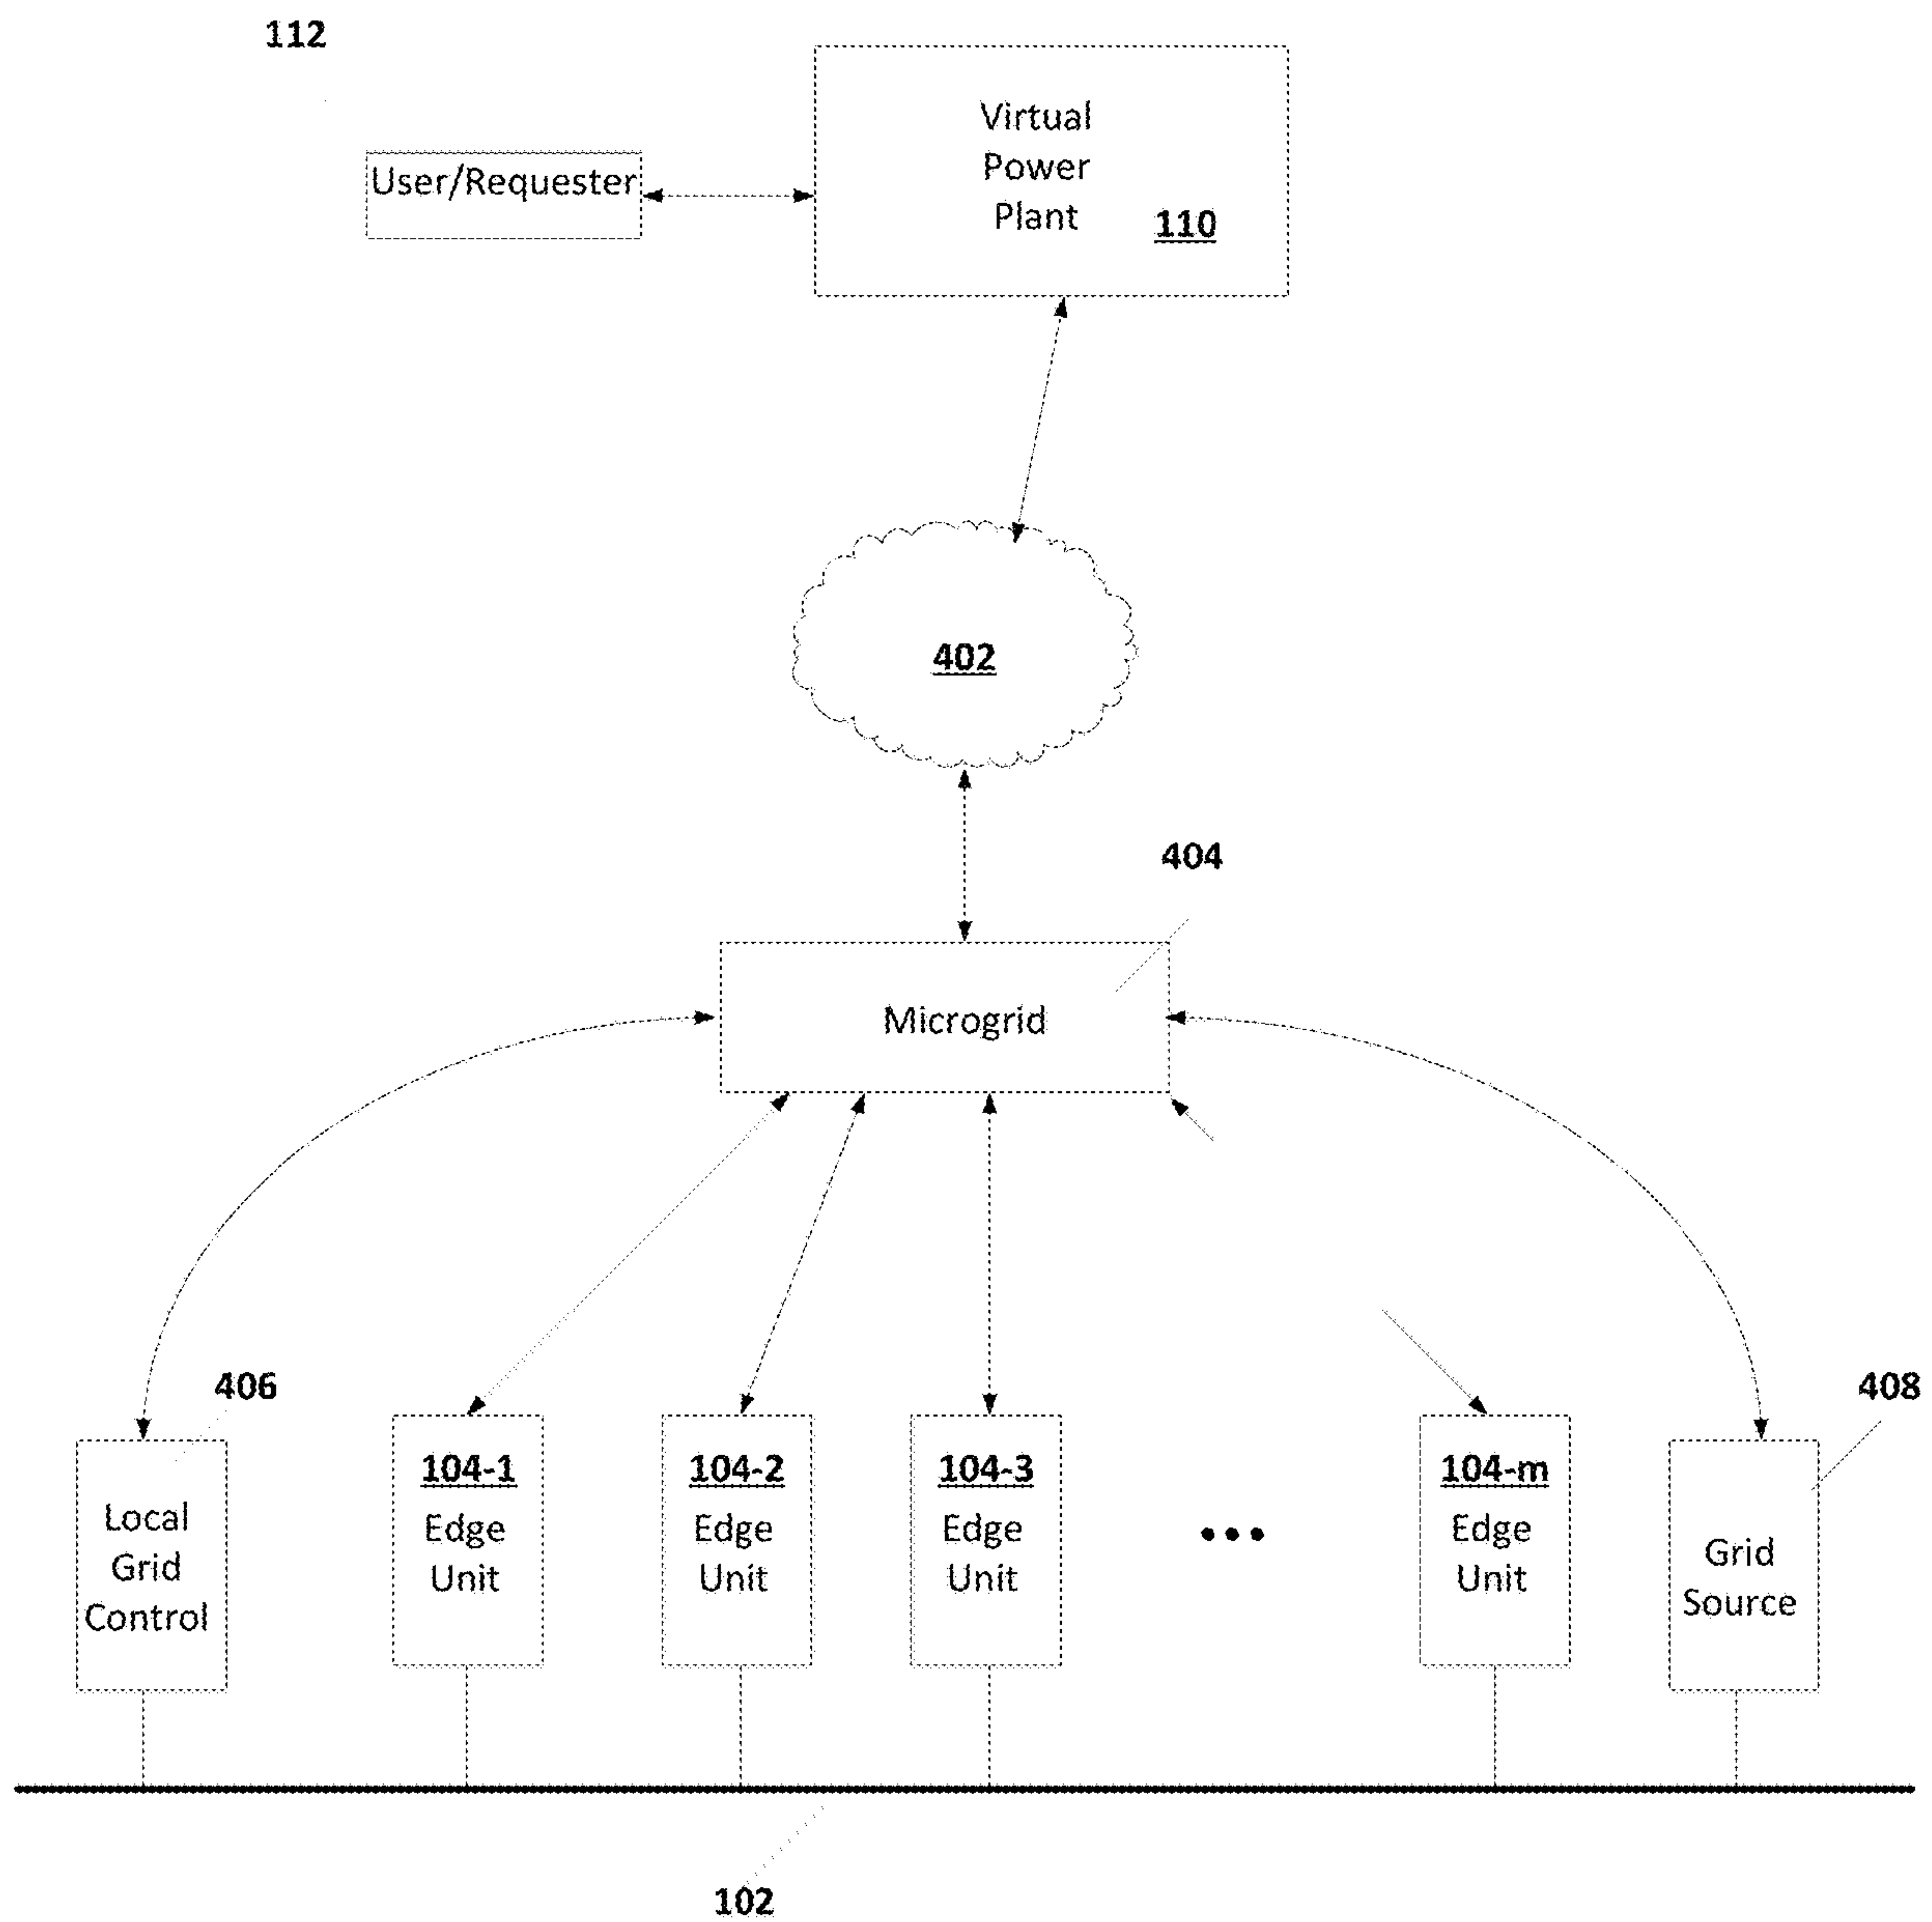 112
Virtual
Power
Plant
110
User/Requester
402
404
Microgrid
406
408
104-1
Edge
Unit
104-2
Edge
Unit
104-3
Edge
Unit
•••
104-m
Edge
Unit
Local
Grid
Control
Grid
Source
102